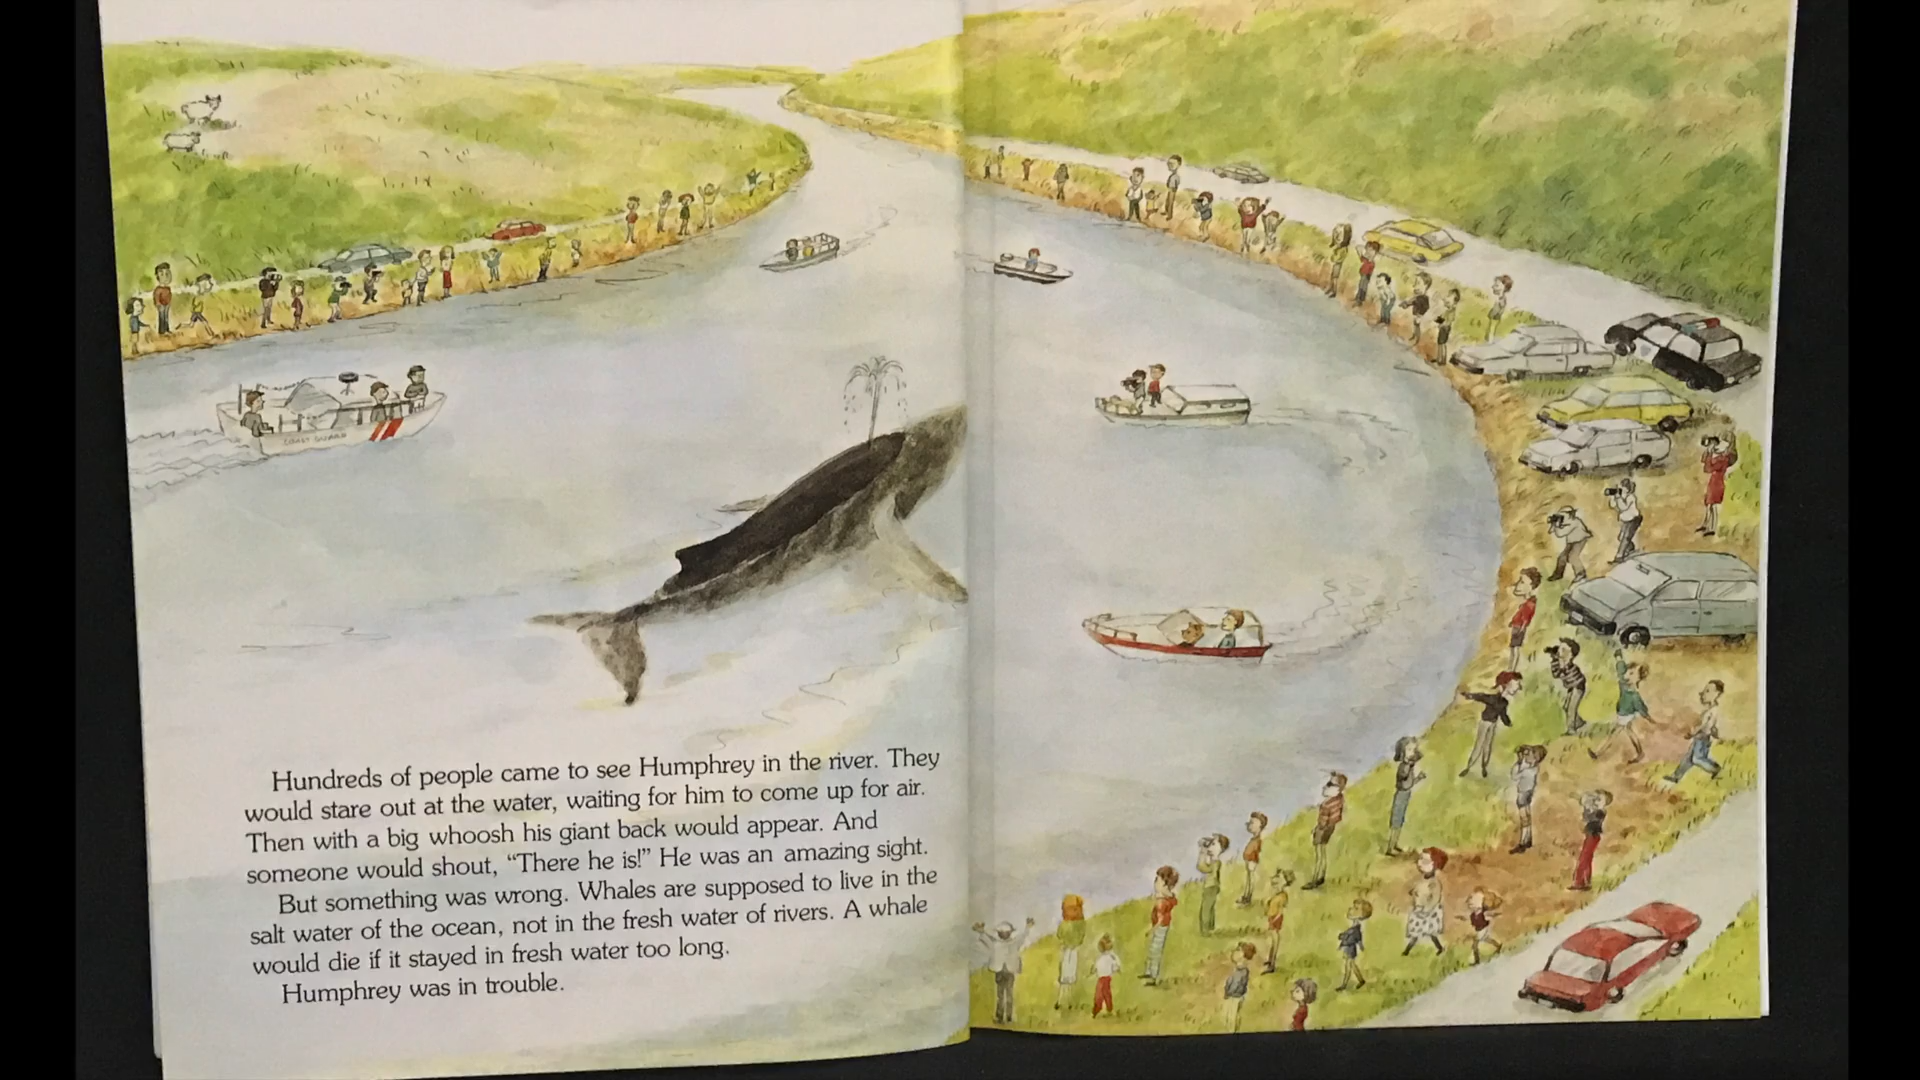 COAST GUARD
Hundreds of people came to see Humphrey in the river. They
would stare out at the water, waiting for him to come up for air.
Then with a big whoosh his giant back would appear. And
someone would shout, “There he is!” He was an amazing sight.
But something was wrong. Whales are supposed to live in the
salt water of the ocean, not in the fresh water of rivers. A whale
would die if it stayed in fresh water too long.
Humphrey was in trouble.